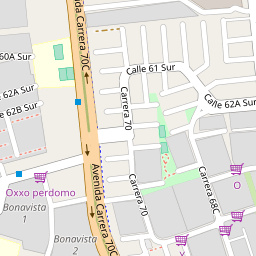 nida Carrera 70C
60A Sur
Calle 61 Sur
e 62A Sur
Carrera 70
Calle 62A Sur
e 62B Sur
Avenida Carrera 70C
Oxxo perdomo
O
Bonavista
1
Carrera 70
Carrera 68C
Bonavista
2